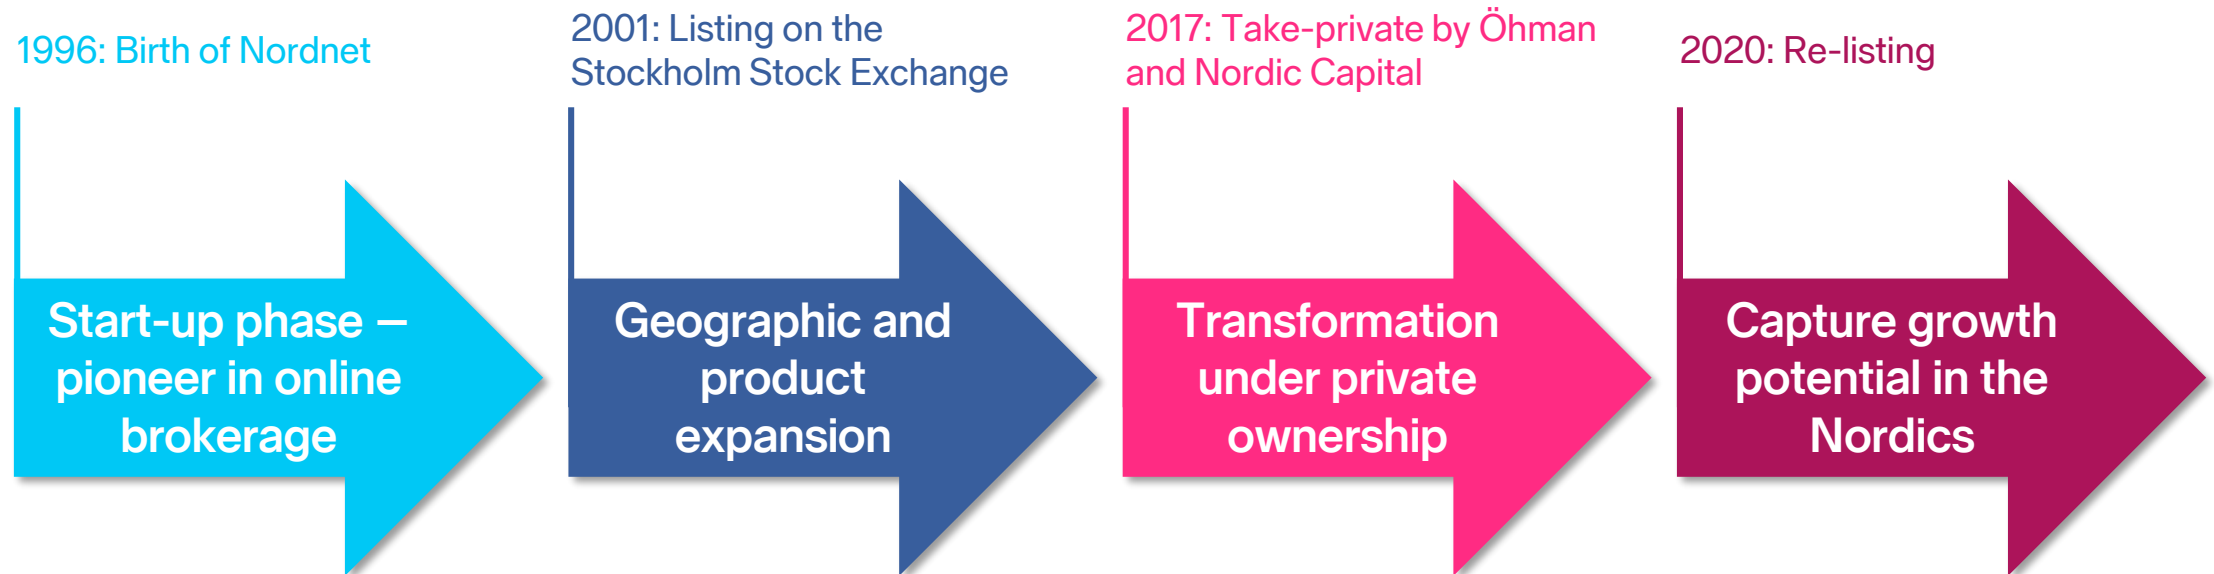 1996: Birth of Nordnet
Start-up phase –
pioneer in online
brokerage
2001: Listing on the
Stockholm Stock Exchange
Geographic and
product
expansion
2017: Take-private by Öhman
and Nordic Capital
Transformation
under private
ownership
2020: Re-listing
Capture growth
potential in the
Nordics